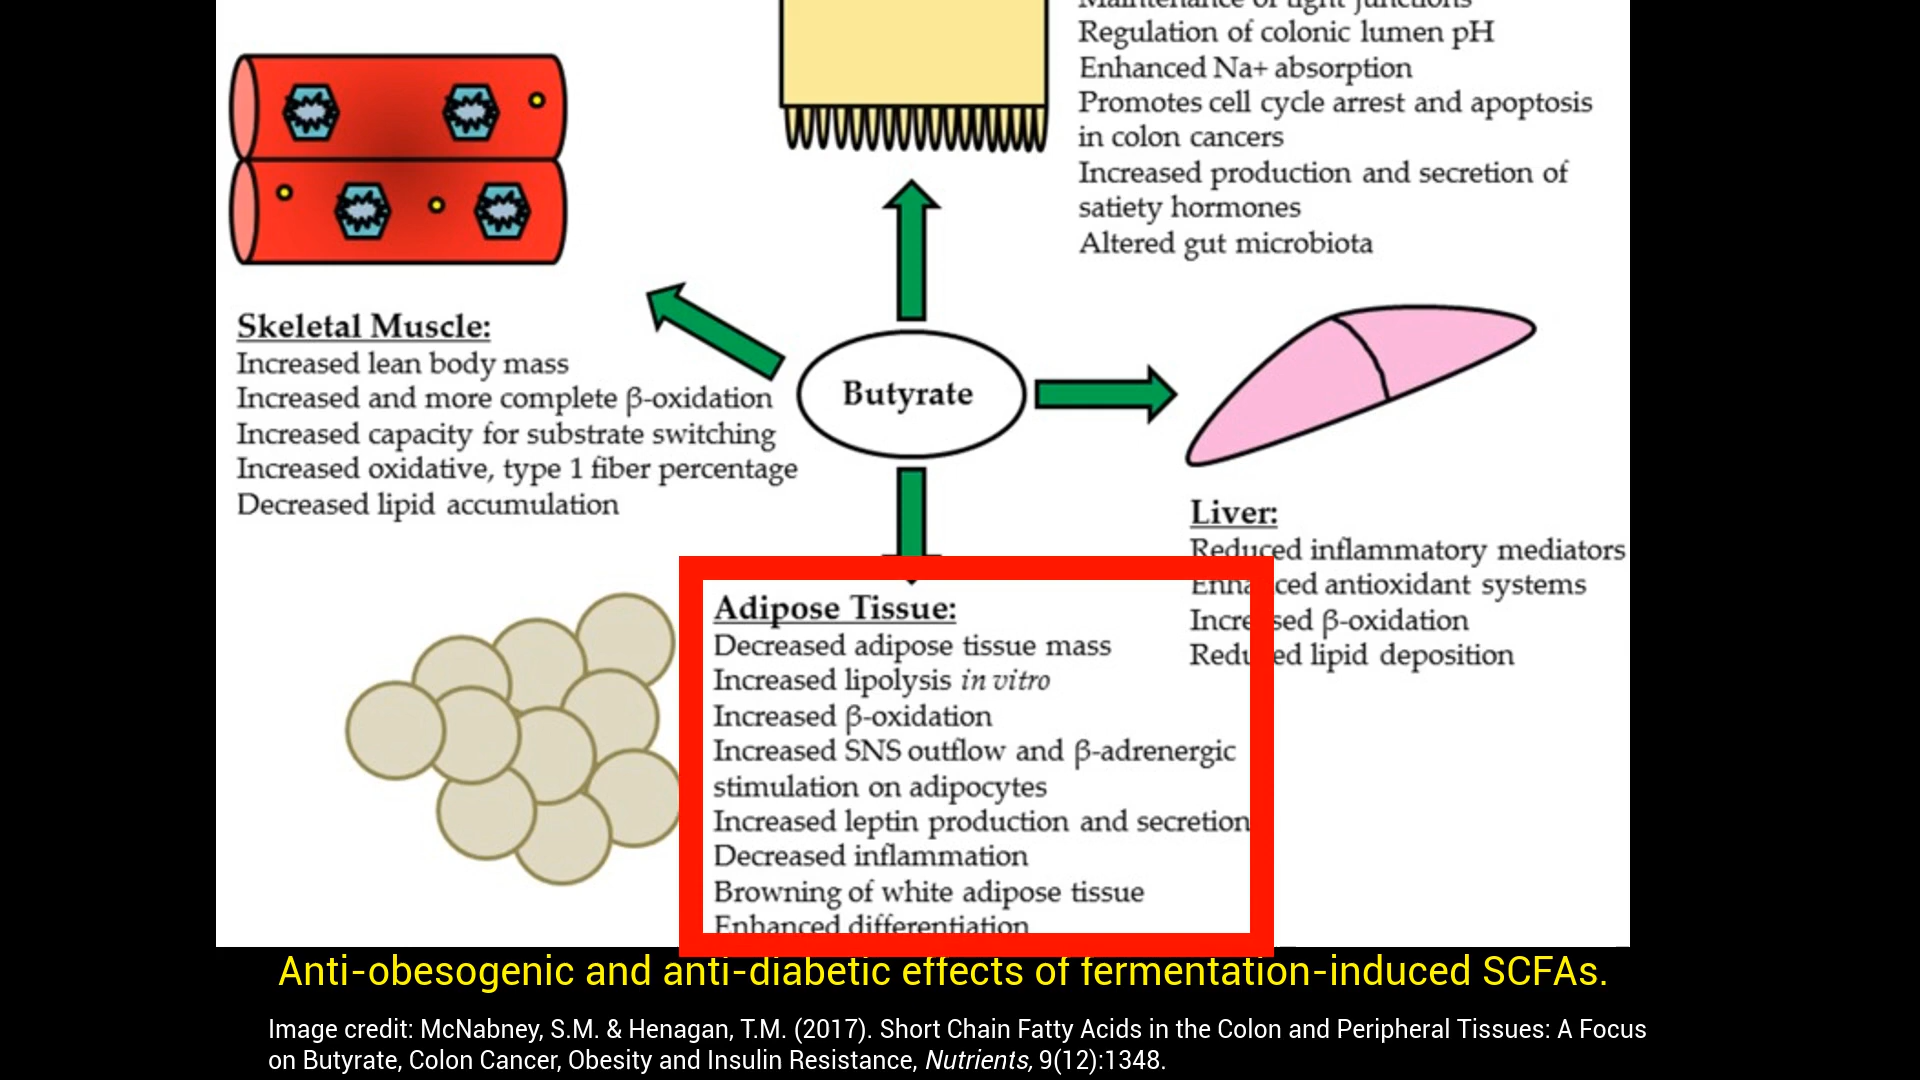 Maintenance of tight junctions
Regulation of colonic lumen pH
Enhanced Na+ absorption
Promotes cell cycle arrest and apoptosis
in colon cancers
Increased production and secretion of
satiety hormones
Altered gut microbiota
Skeletal Muscle:
Increased lean body mass
Increased and more complete β-oxidation
Increased capacity for substrate switching
Increased oxidative, type 1 fiber percentage
Decreased lipid accumulation
Butyrate
Liver:
Reduced inflammatory mediators
Enhanced antioxidant systems
Increased β-oxidation
Reduced lipid deposition
Adipose Tissue:
Decreased adipose tissue mass
Increased lipolysis in vitro
Increased β-oxidation
Increased SNS outflow and β-adrenergic
stimulation on adipocytes
Increased leptin production and secretion
Decreased inflammation
Browning of white adipose tissue
Enhanced differentiation
Anti-obesogenic and anti-diabetic effects of fermentation-induced SCFAs.
Image credit: McNabney, S.M. & Henagan, T.M. (2017). Short Chain Fatty Acids in the Colon and Peripheral Tissues: A Focus
on Butyrate, Colon Cancer, Obesity and Insulin Resistance, Nutrients, 9(12):1348.